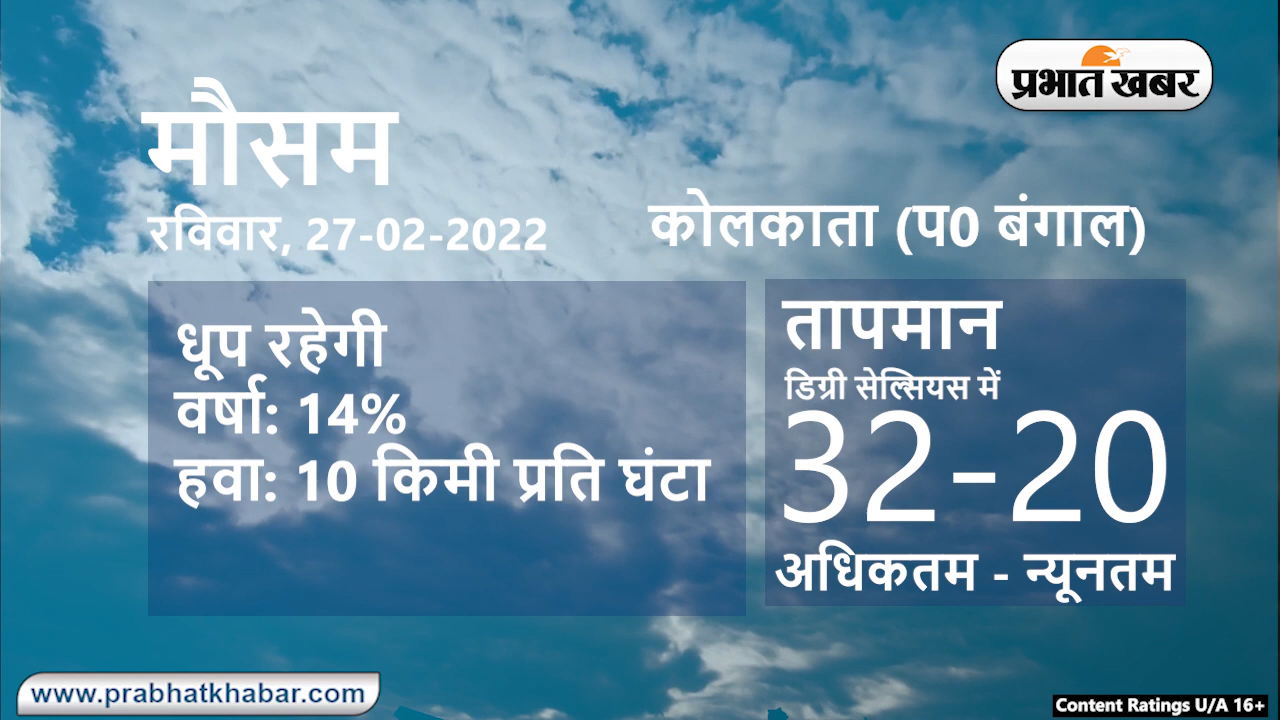 प्रभात खबर
मौसम
रविवार, 27-02-2022
कोलकाता (प0 बंगाल)
धूप रहेगी
वर्षा: 14%
हवा: 10 किमी प्रति घंटा
तापमान
डिग्री सेल्सियस में
32-20
अधिकतम - न्यूनतम
www.prabhatkhabar.com
Content Ratings U/A 16+